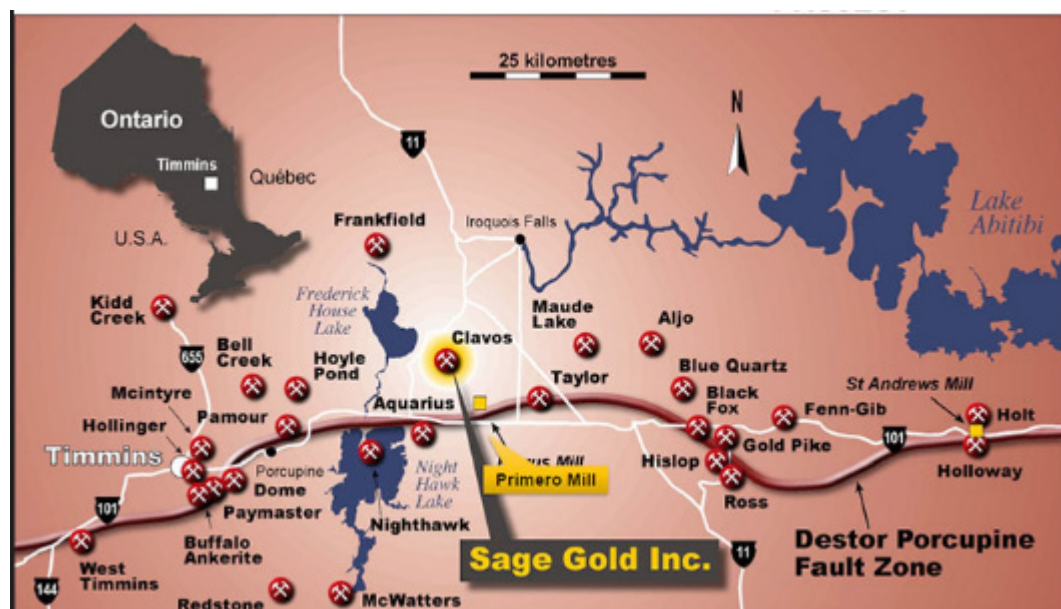 25 kilometres
N
Ontario
Timmins
Québec
U.S.A.
11
Frankfield
Iroquois Falls
Lake
Abitibi
Kidd
Creek
Frederick
House
Lake
Maude
Lake
Aljo
655
Bell
Creek
Hoyle
Pond
Clavos
Mcintyre
Pamour
Hollinger
Aquarius
Taylor
Blue Quartz
Black
Fox
Fenn-Gib
St Andrews Mill
Holt
Timmins
Porcupine
Dome
Night
Hawk
Lake
Mill
Primero Mill
Hislop
Gold Pike
101
Holloway
Ross
101
Paymaster
Buffalo
Ankerite
Nighthawk
West
Timmins
Sage Gold Inc.
11
Destor Porcupine
Fault Zone
144
Redstone
McWatters